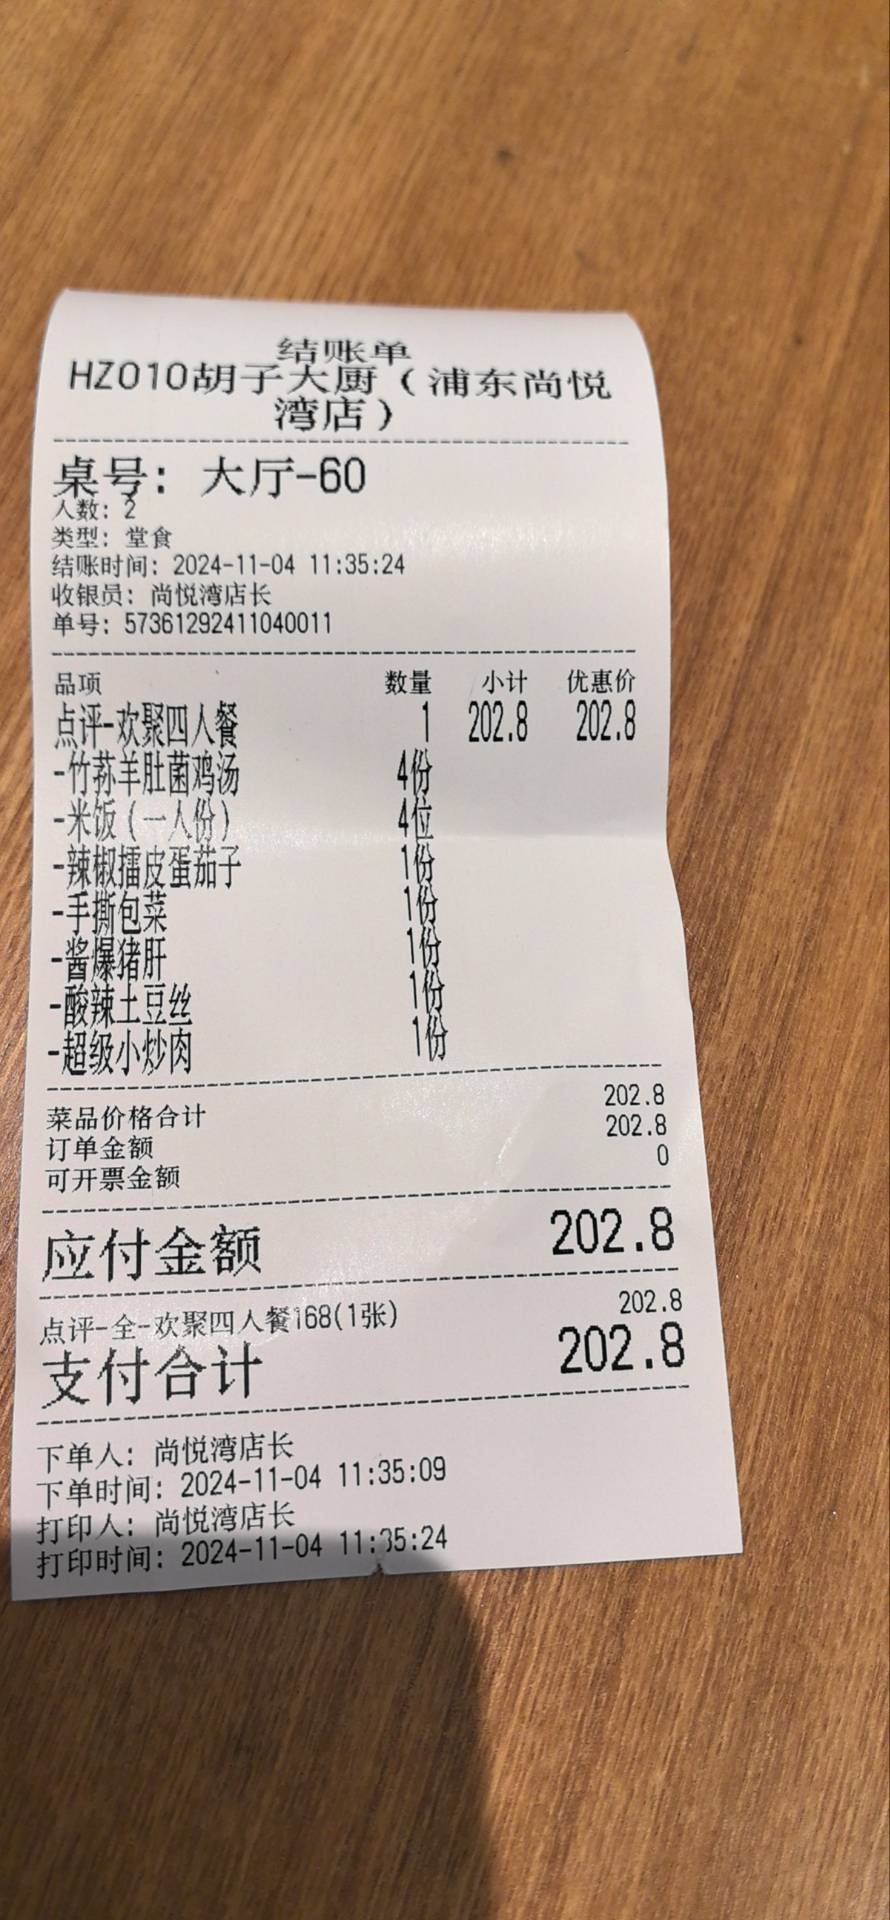 结账单
HZ010胡子大厨（浦东尚悦
湾店）
桌号：大厅-60
人数：2
类型：堂食
结账时间：2024-11-04 11:35:24
收银员：尚悦湾店长
单号：57361292411040011
品项 数量 小计 优惠价
点评-欢聚四人餐 1 202.8 202.8
-竹荪羊肚菌鸡汤 4份
-米饭（一人份） 4位
-辣椒擂皮蛋茄子 1份
-手撕包菜 1份
-酱爆猪肝 1份
-酸辣土豆丝 1份
-超级小炒肉 1份
菜品价格合计 202.8
订单金额 202.8
可开票金额 0
应付金额 202.8
点评-全-欢聚四人餐168(1张) 202.8
支付合计 202.8
下单人：尚悦湾店长
下单时间：2024-11-04 11:35:09
打印人：尚悦湾店长
打印时间：2024-11-04 11:35:24